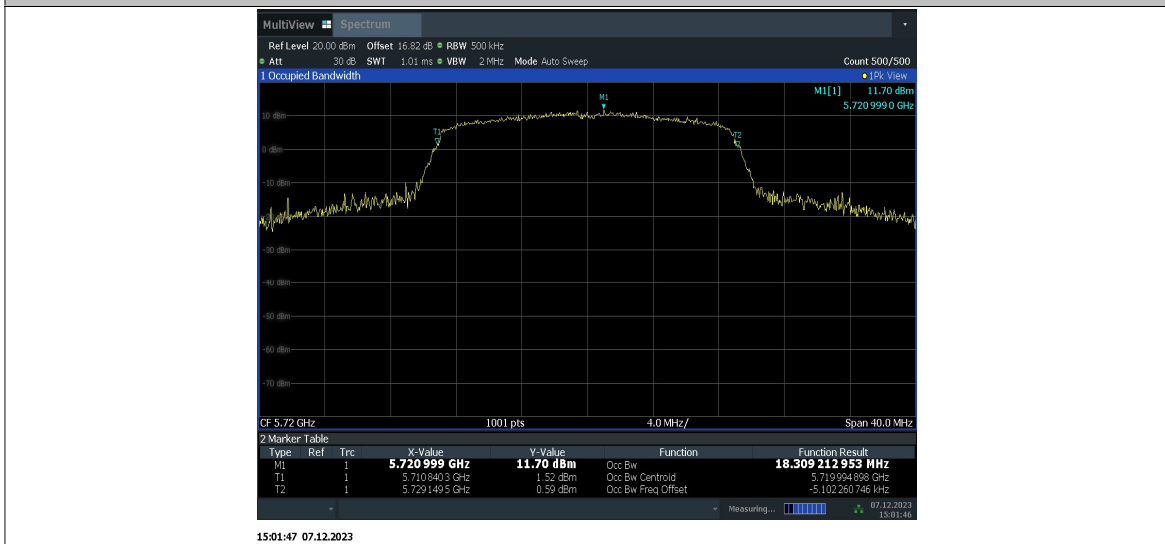 MultiView Spectrum
Ref Level 20.00 dBm Offset 16.82 dB RBW 500 kHz
Att 30 dB SWT 1.01 ms VBW 2 MHz Mode Auto Sweep Count 500/500
1 Occupied Bandwidth 1Pk View
M1[1] 11.70 dBm
5.720 999 0 GHz
M1
10 dBm
T1
T2
0 dBm
-10 dBm
-30 dBm
-40 dBm
-50 dBm
-60 dBm
-70 dBm
CF 5.72 GHz 1001 pts 4.0 MHz/ Span 40.0 MHz
2 Marker Table
Type Ref Trc X-Value Y-Value Function Function Result
M1 1 5.720 999 GHz 11.70 dBm Occ Bw 18.309 212 953 MHz
T1 1 5.710 840 3 GHz 1.52 dBm Occ Bw Centroid 5.719 994 898 GHz
T2 1 5.729 149 5 GHz 0.59 dBm Occ Bw Freq Offset -5.102 260 746 kHz
Measuring... 07.12.2023
15:01:46
15:01:47 07.12.2023